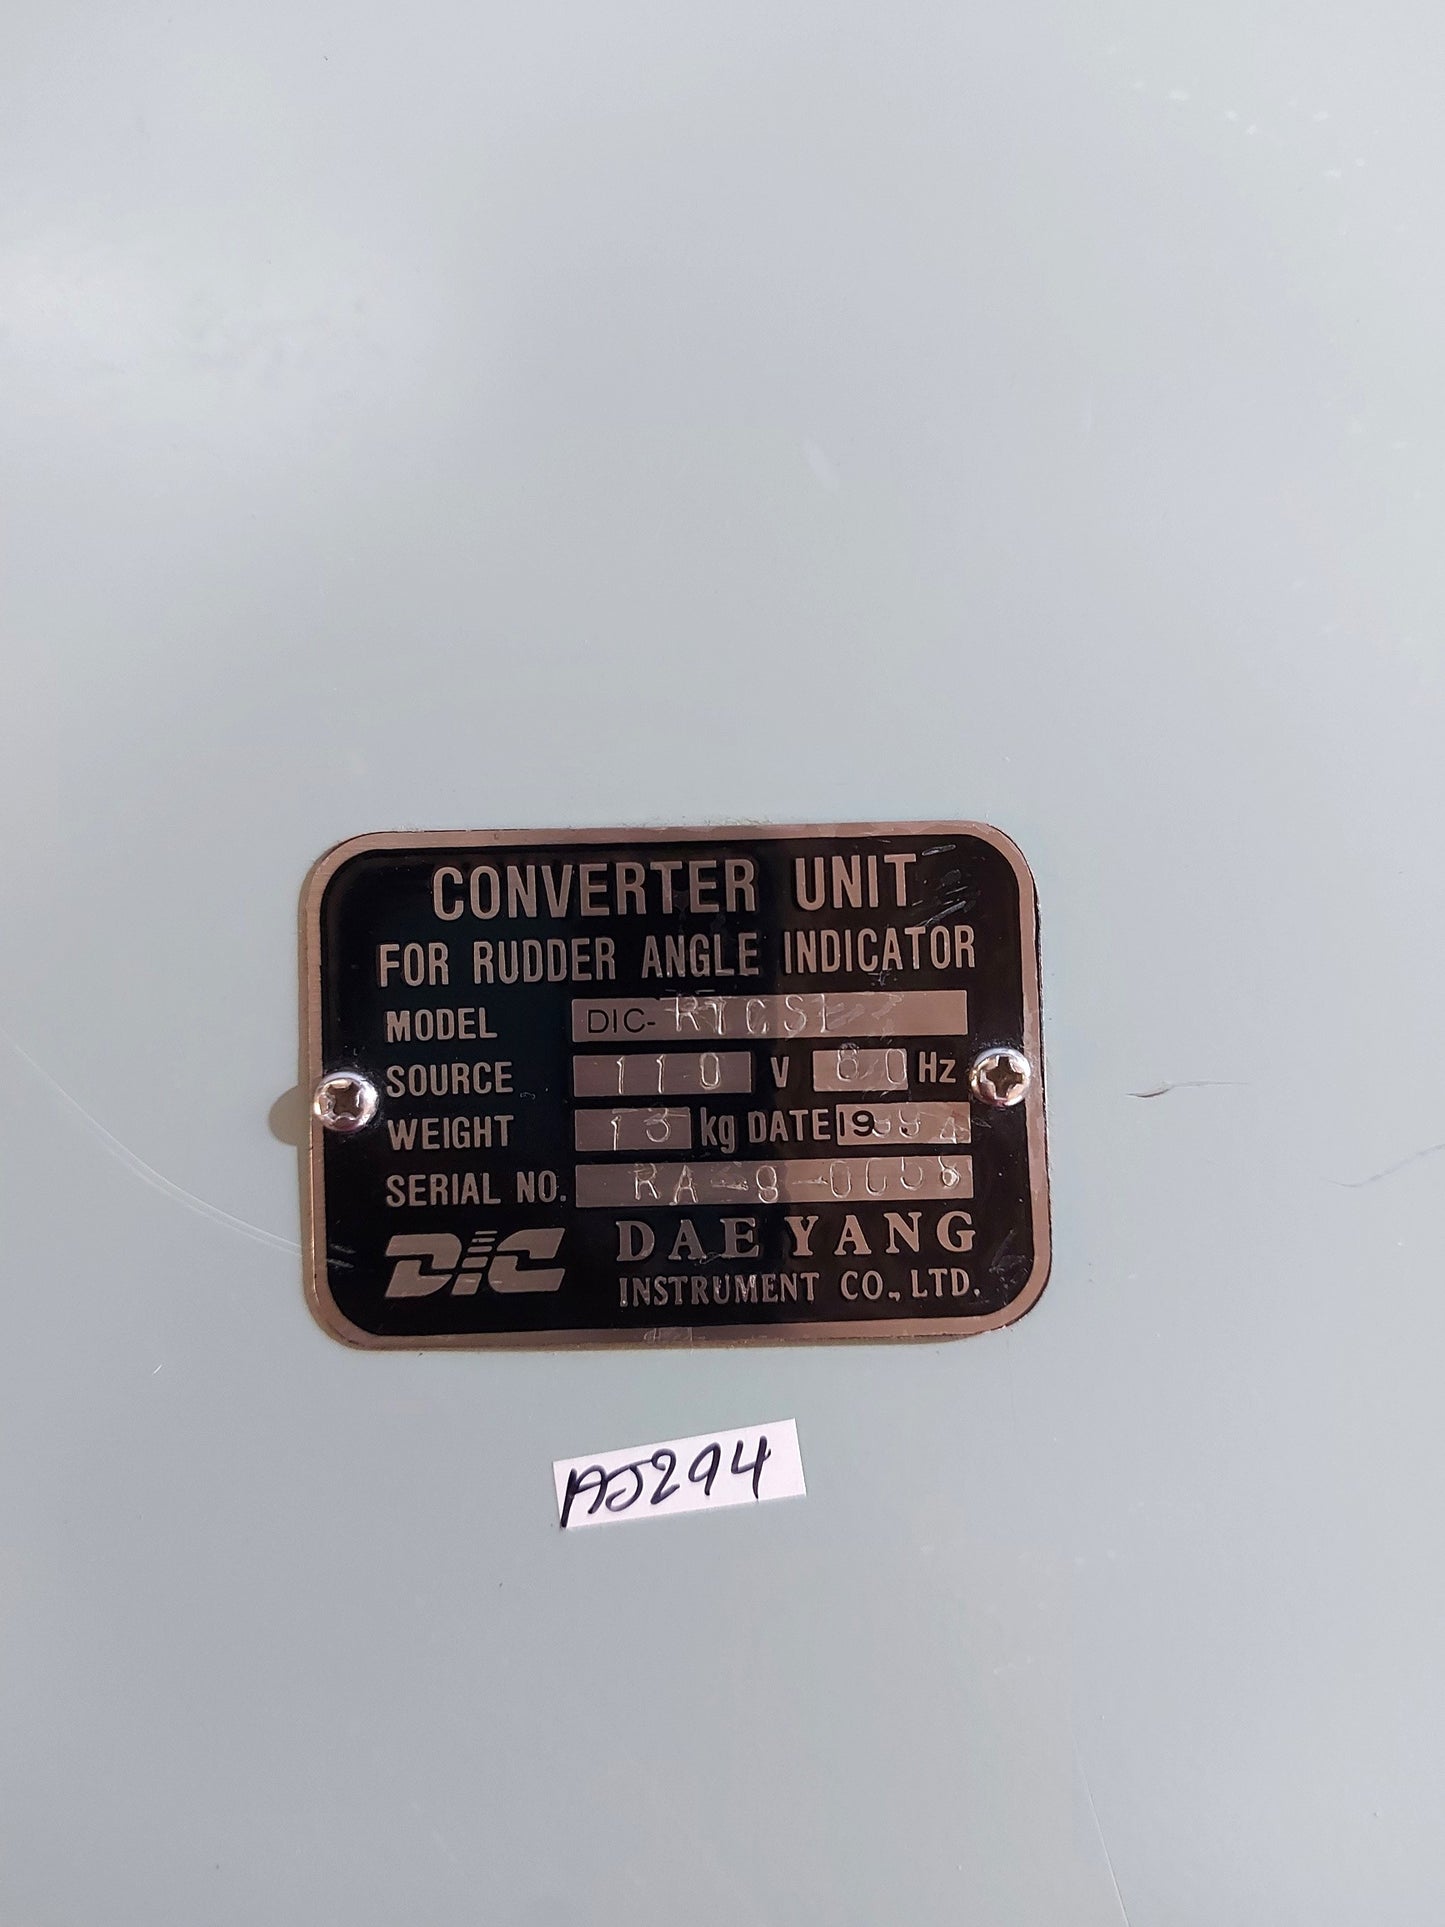 CONVERTER UNIT
FOR RUDDER ANGLE INDICATOR
MODEL DIC-
SOURCE 110 V 60 Hz
WEIGHT 13 kg DATE
SERIAL NO.
DiC DAE YANG
INSTRUMENT CO., LTD.
AJ294